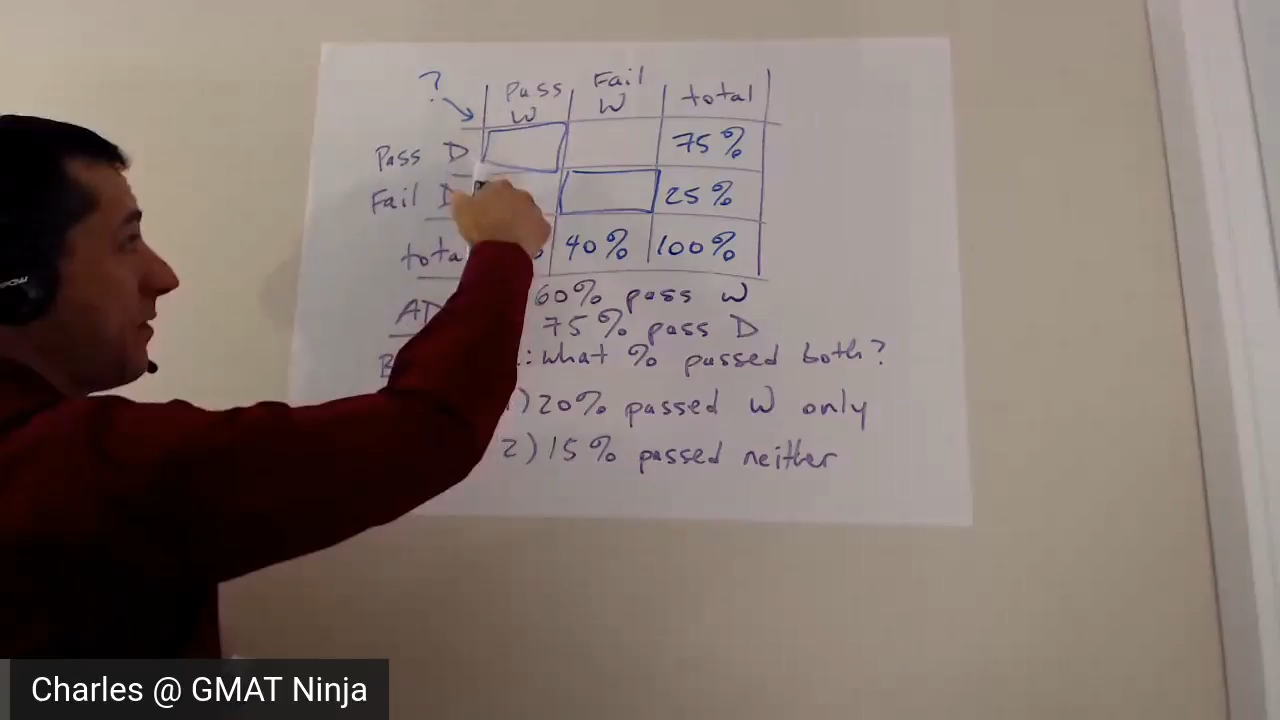 ? Pass Fail
W W total
Pass D 75%
Fail D 25%
40% 100%
AD 60% pass W
75% pass D
: what % passed both?
) 20% passed W only
2) 15% passed neither
Charles @ GMAT Ninja